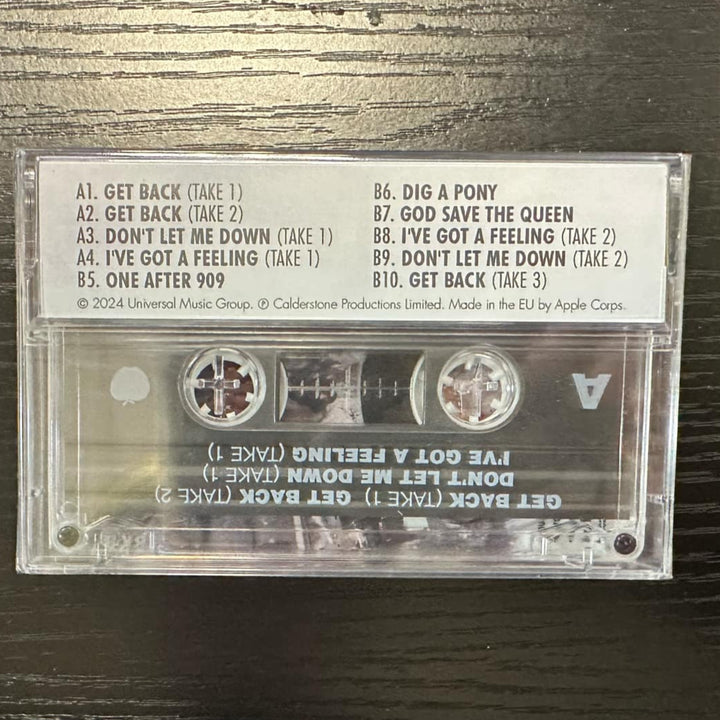 A1. GET BACK (TAKE 1)
A2. GET BACK (TAKE 2)
A3. DON'T LET ME DOWN (TAKE 1)
A4. I'VE GOT A FEELING (TAKE 1)
B5. ONE AFTER 909
B6. DIG A PONY
B7. GOD SAVE THE QUEEN
B8. I'VE GOT A FEELING (TAKE 2)
B9. DON'T LET ME DOWN (TAKE 2)
B10. GET BACK (TAKE 3)
© 2024 Universal Music Group. ℗ Calderstone Productions Limited. Made in the EU by Apple Corps.
A
GET BACK (TAKE 1) GET BACK (TAKE 2)
DON'T LET ME DOWN (TAKE 1)
I'VE GOT A FEELING (TAKE 1)